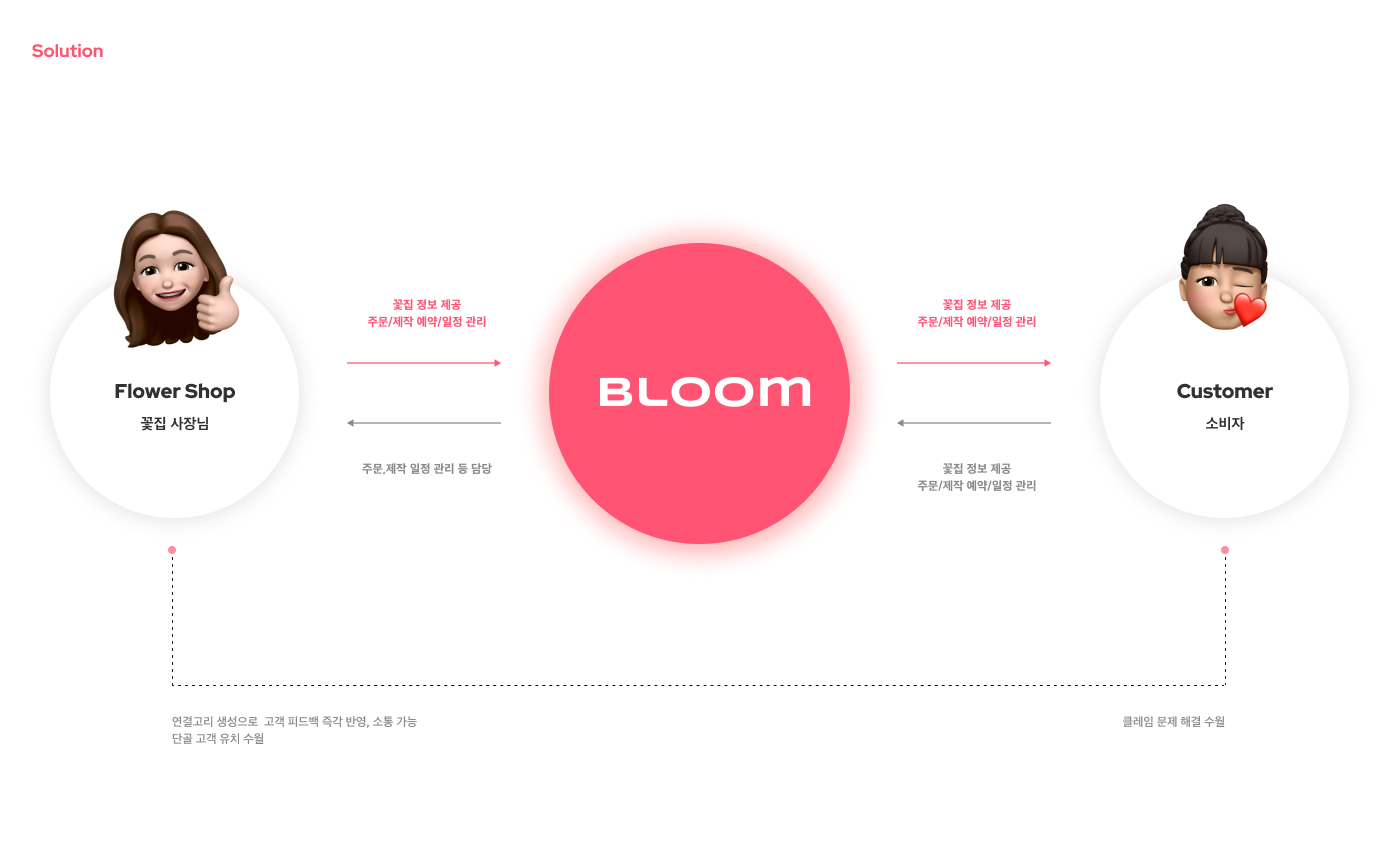 Solution
Flower Shop
꽃집 사장님
꽃집 정보 제공
주문/제작 예약/일정 관리
주문,제작 일정 관리 등 담당
BLOOM
꽃집 정보 제공
주문/제작 예약/일정 관리
꽃집 정보 제공
주문/제작 예약/일정 관리
Customer
소비자
연결고리 생성으로  고객 피드백 즉각 반영, 소통 가능
단골 고객 유치 수월
클레임 문제 해결 수월